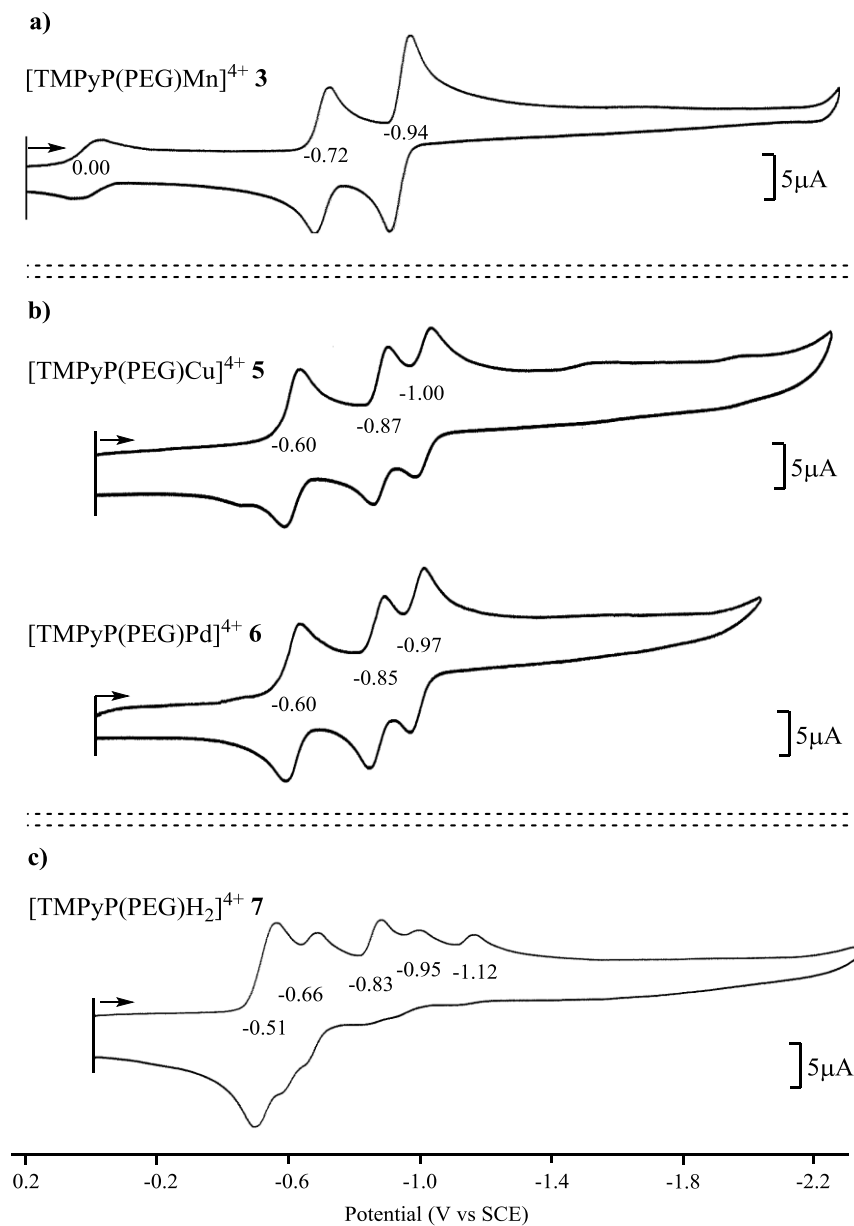 a)
[TMPyP(PEG)Mn]⁴⁺ 3
0.00
-0.72
-0.94
5μA
b)
[TMPyP(PEG)Cu]⁴⁺ 5
-0.60
-0.87
-1.00
5μA
[TMPyP(PEG)Pd]⁴⁺ 6
-0.60
-0.85
-0.97
5μA
c)
[TMPyP(PEG)H₂]⁴⁺ 7
-0.51
-0.66
-0.83
-0.95
-1.12
5μA
0.2 -0.2 -0.6 -1.0 -1.4 -1.8 -2.2
Potential (V vs SCE)